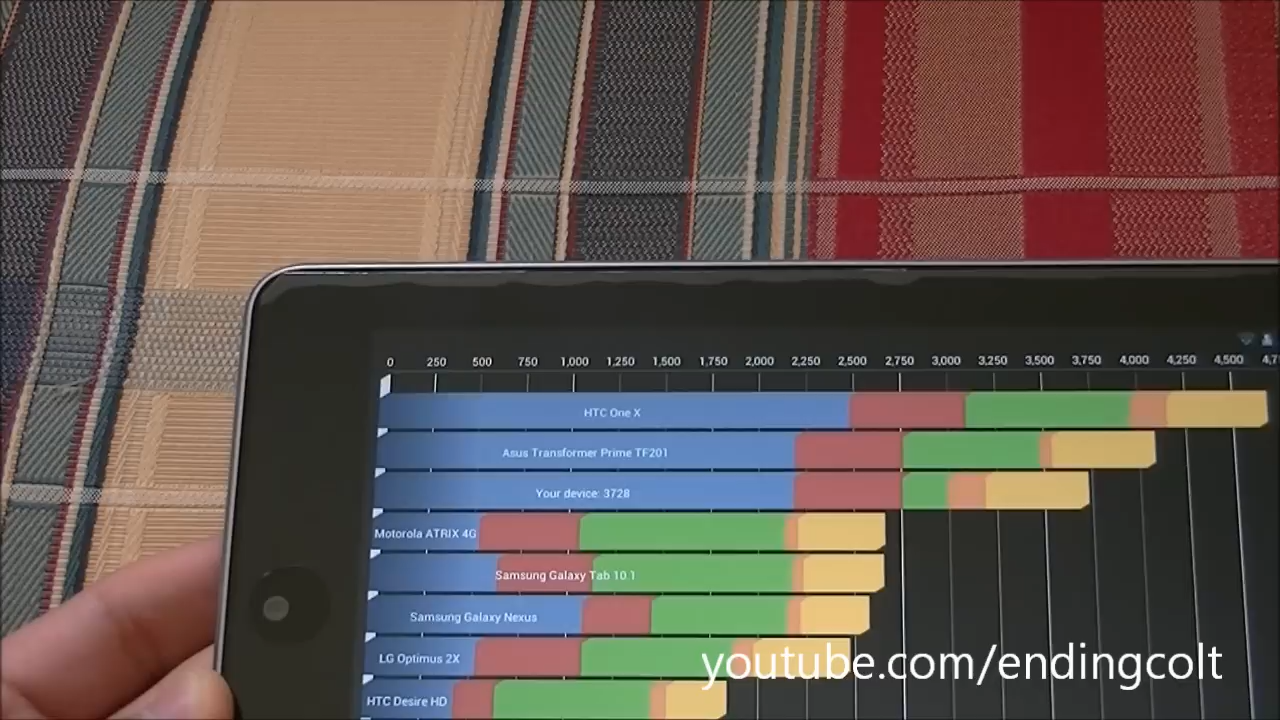 0 250 500 750 1,000 1,250 1,500 1,750 2,000 2,250 2,500 2,750 3,000 3,250 3,500 3,750 4,000 4,250 4,500
HTC One X
Asus Transformer Prime TF201
Your device: 3728
Motorola ATRIX 4G
Samsung Galaxy Tab 10.1
Samsung Galaxy Nexus
LG Optimus 2X
youtube.com/endingcolt
HTC Desire HD